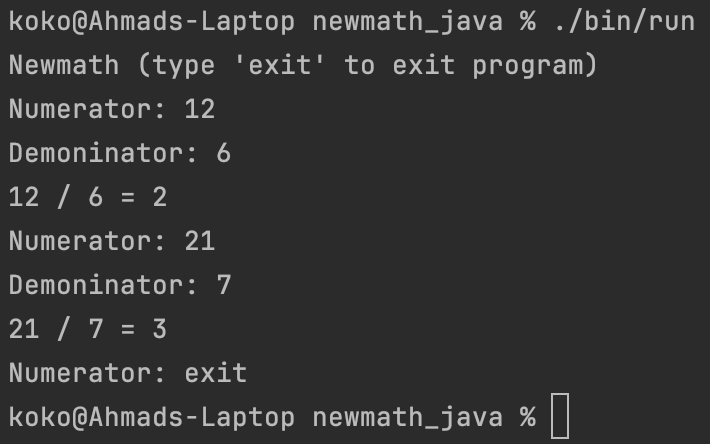 koko@Ahmads-Laptop newmath_java % ./bin/run
Newmath (type 'exit' to exit program)
Numerator: 12
Demoninator: 6
12 / 6 = 2
Numerator: 21
Demoninator: 7
21 / 7 = 3
Numerator: exit
koko@Ahmads-Laptop newmath_java %